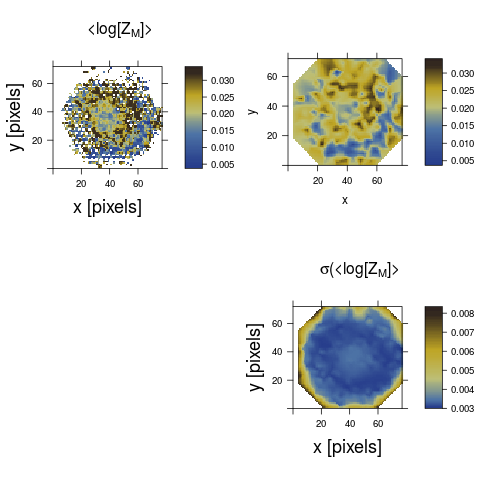 <log[Z_M]>
y [pixels]
60
40
20
20 40 60
x [pixels]
0.030
0.025
0.020
0.015
0.010
0.005
y
60
40
20
20 40 60
x
0.030
0.025
0.020
0.015
0.010
0.005
σ(<log[Z_M]>
y [pixels]
60
40
20
20 40 60
x [pixels]
0.008
0.007
0.006
0.005
0.004
0.003